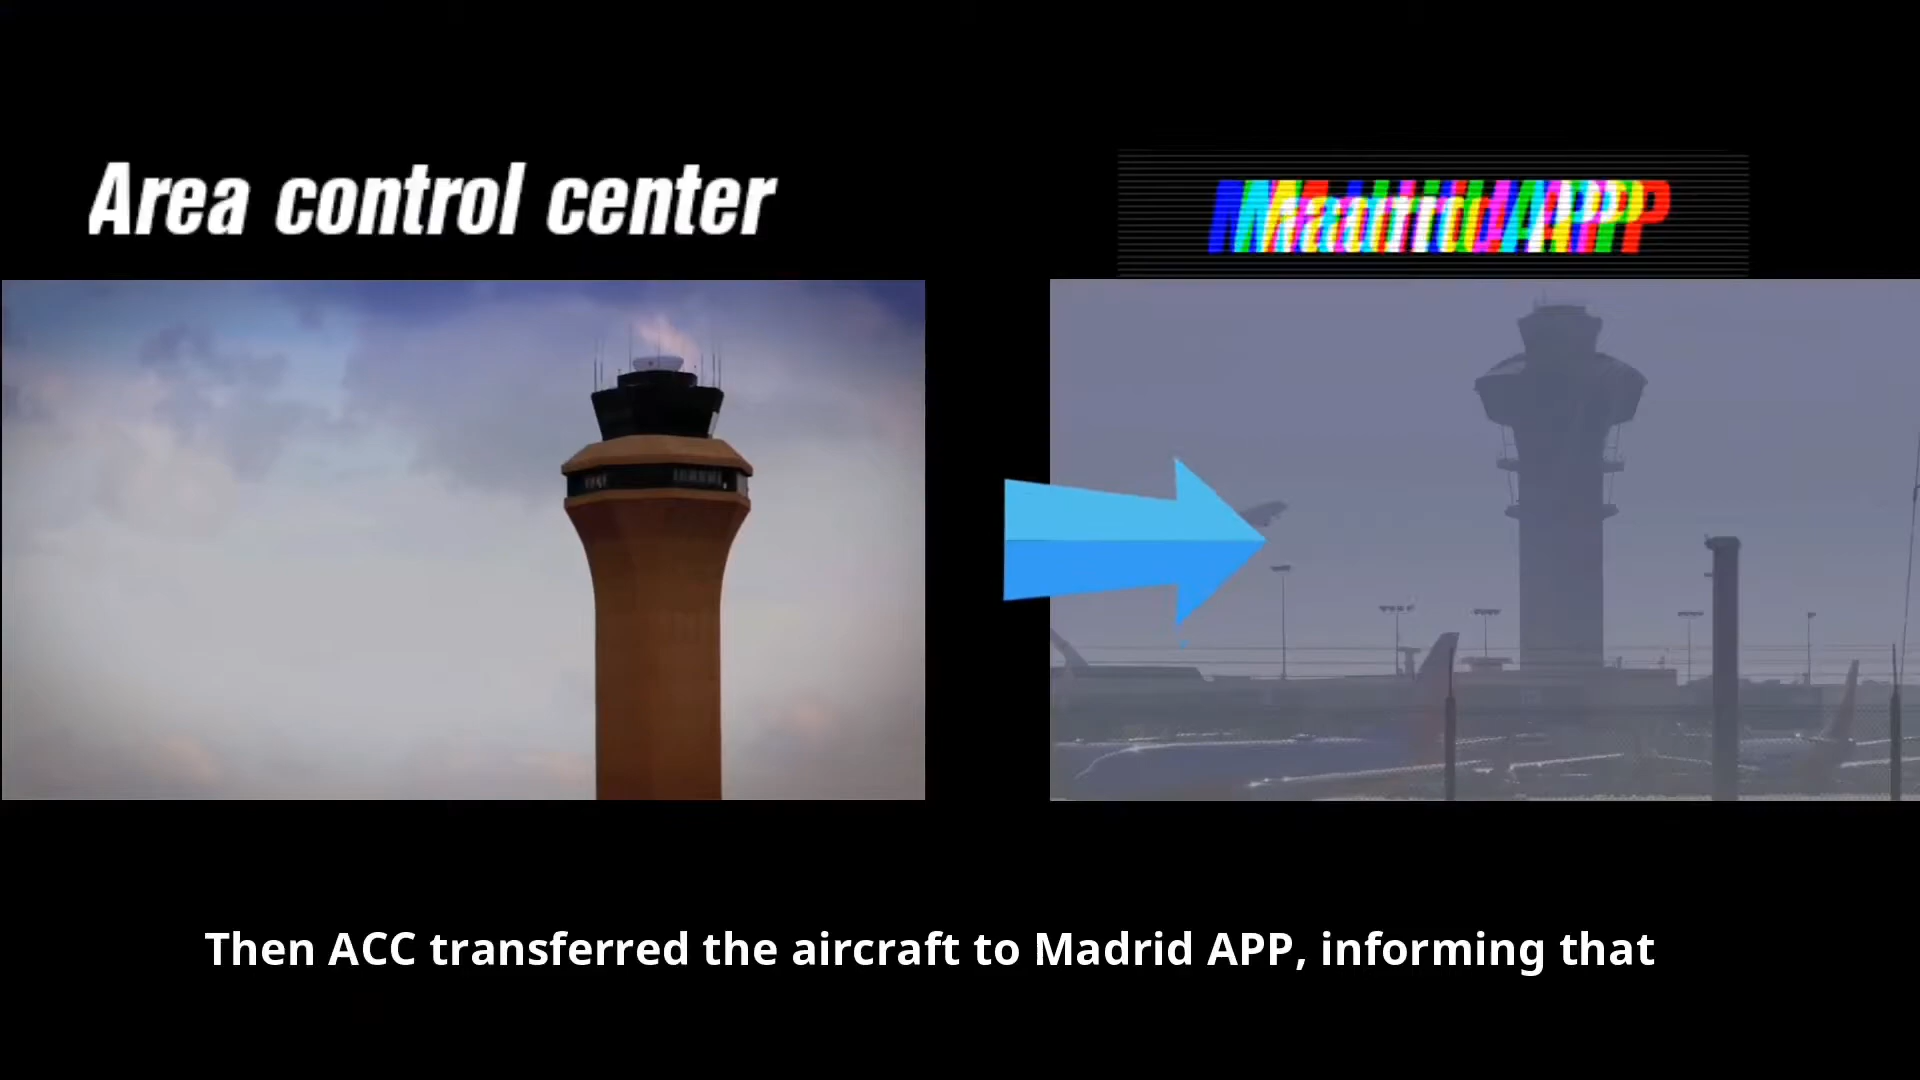 Area control center
Madrid APP
Then ACC transferred the aircraft to Madrid APP, informing that